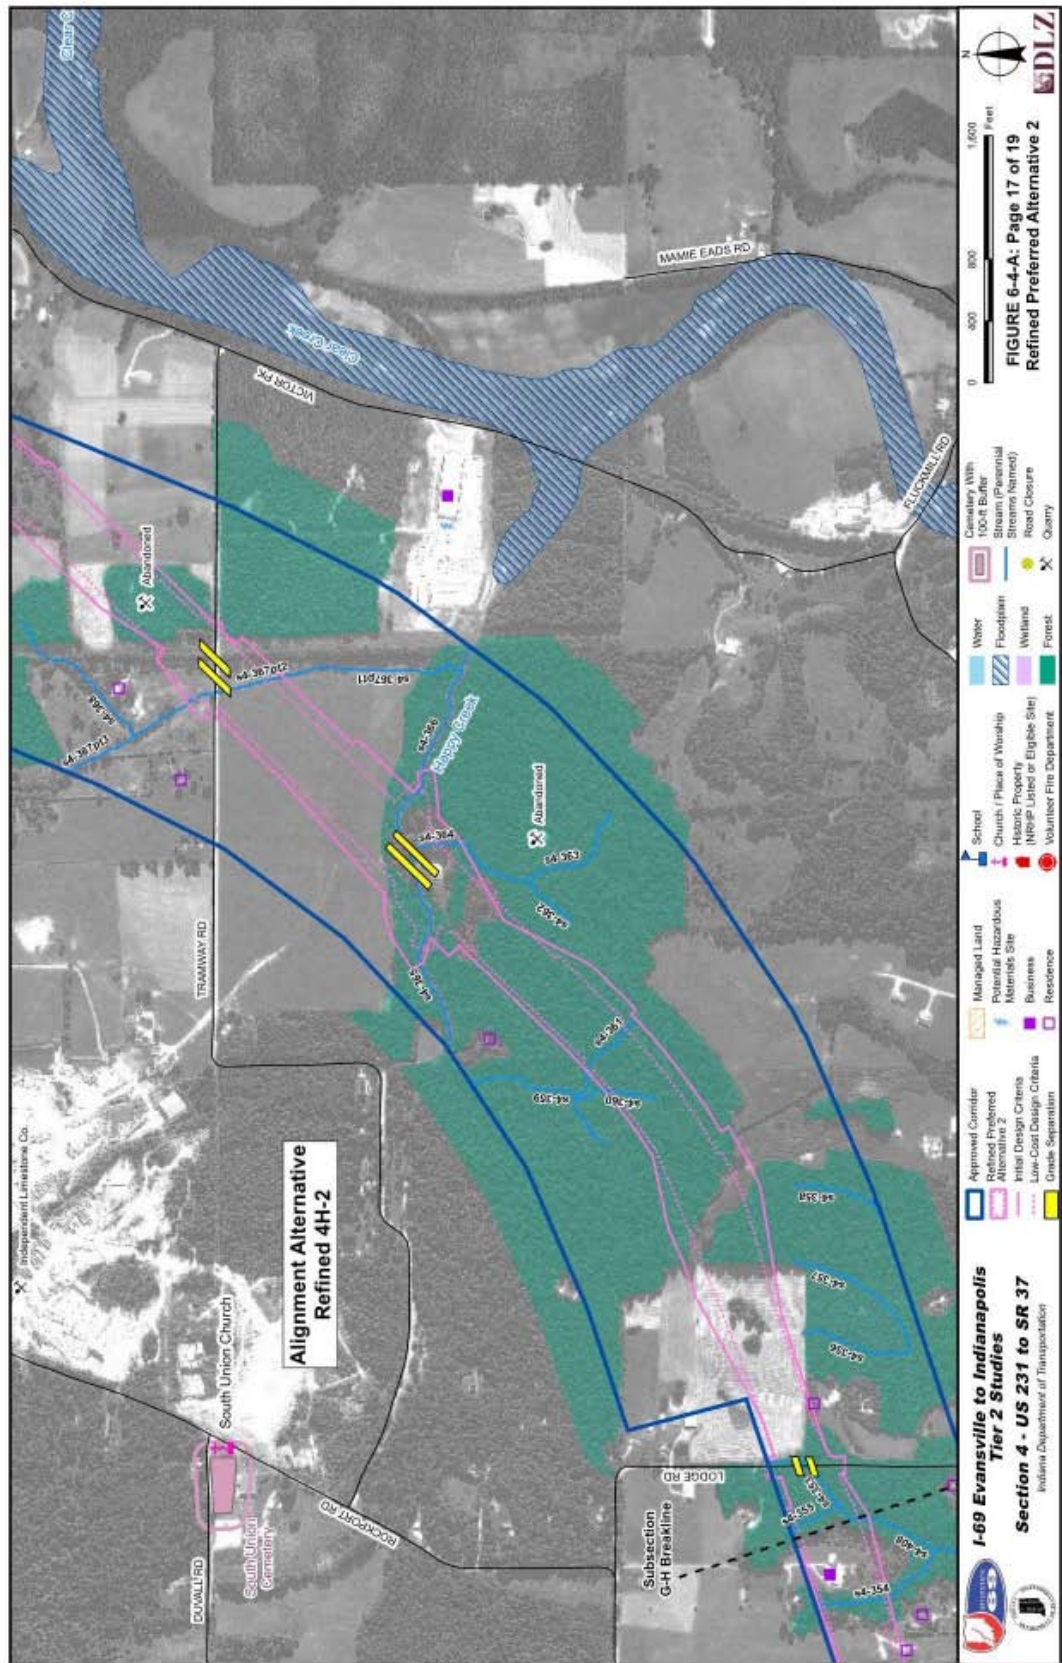 Clear C
Clear Creek
VICTOR PK
MAMIE EADS RD
FLUCKMILL RD
TRAMWAY RD
Abandoned
s4-368
s4-367pt3
s4-367pt2
s4-367pt1
s4-366
Happy Creek
s4-364
Abandoned
s4-363
s4-362
s4-365
s4-361
s4-359
s4-360
s4-358
s4-357
s4-356
Independent Limestone Co.
Alignment Alternative
Refined 4H-2
South Union Church
South Union
Cemetery
DUVALL RD
ROCKPORT RD
LODGE RD
Subsection
G-H Breakline
s4-355
s4-353
s4-408
s4-354
I-69 Evansville to Indianapolis
Tier 2 Studies
Section 4 - US 231 to SR 37
Indiana Department of Transportation
Approved Corridor
Refined Preferred
Alternative 2
Initial Design Criteria
Low-Cost Design Criteria
Grade Separation
Managed Land
Potential Hazardous
Materials Site
Business
Residence
School
Church / Place of Worship
Historic Property
(NRHP Listed or Eligible Site)
Volunteer Fire Department
Water
Floodplain
Wetland
Forest
Cemetery With
100-ft Buffer
Stream (Perennial
Streams Named)
Road Closure
Quarry
0 400 800 1,600
Feet
FIGURE 6-4-A: Page 17 of 19
Refined Preferred Alternative 2
N
DLZ